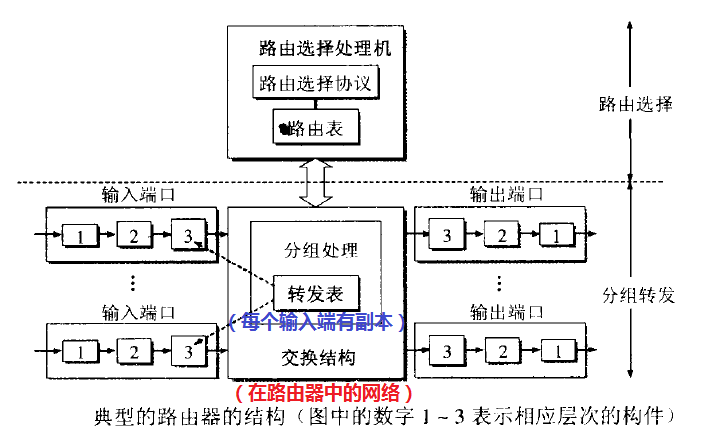 路由选择处理机
路由选择协议
路由表
路由选择
输入端口
输出端口
1 2 3
3 2 1
分组处理
转发表
(每个输入端有副本)
分组转发
输入端口
输出端口
1 2 3
3 2 1
交换结构
(在路由器中的网络)
典型的路由器的结构(图中的数字 1~3 表示相应层次的构件)